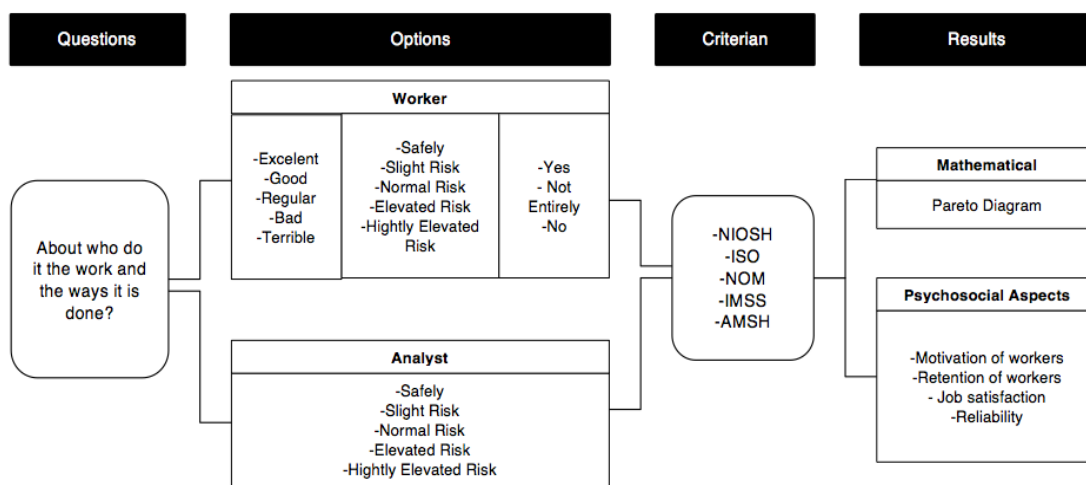 Questions
Options
Criterian
Results
About who do
it the work and
the ways it is
done?
Worker
-Excelent
-Good
-Regular
-Bad
-Terrible
-Safely
-Slight Risk
-Normal Risk
-Elevated Risk
-Hightly Elevated
Risk
-Yes
- Not
Entirely
-No
Analyst
-Safely
-Slight Risk
-Normal Risk
-Elevated Risk
-Hightly Elevated Risk
-NIOSH
-ISO
-NOM
-IMSS
-AMSH
Mathematical
Pareto Diagram
Psychosocial Aspects
-Motivation of workers
-Retention of workers
- Job satisfaction
-Reliability